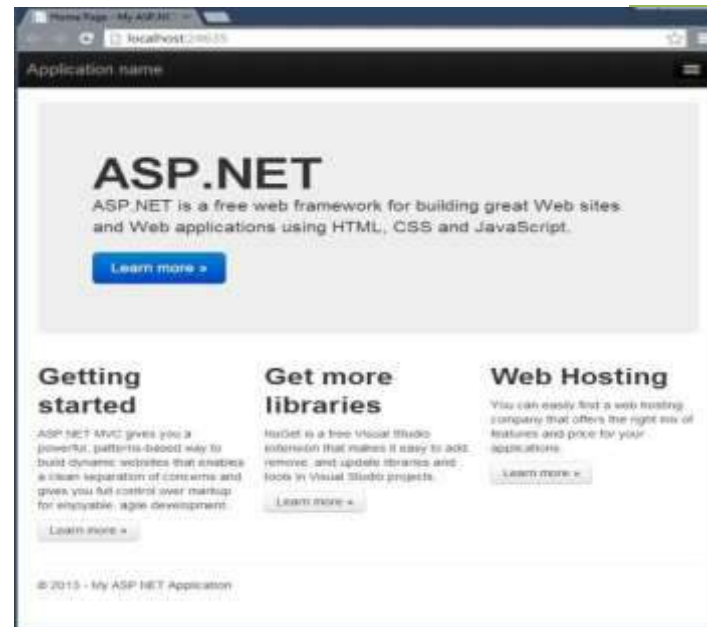 Home Page - My ASP.NET
localhost:24635
Application name
ASP.NET
ASP.NET is a free web framework for building great Web sites
and Web applications using HTML, CSS and JavaScript.
Learn more »
Getting
started
ASP.NET MVC gives you a
powerful, patterns-based way to
build dynamic websites that enables
a clean separation of concerns and
gives you full control over markup
for enjoyable, agile development.
Learn more »
Get more
libraries
NuGet is a free Visual Studio
extension that makes it easy to add,
remove, and update libraries and
tools in Visual Studio projects.
Learn more »
Web Hosting
You can easily find a web hosting
company that offers the right mix of
features and price for your
applications.
Learn more »
© 2013 - My ASP.NET Application